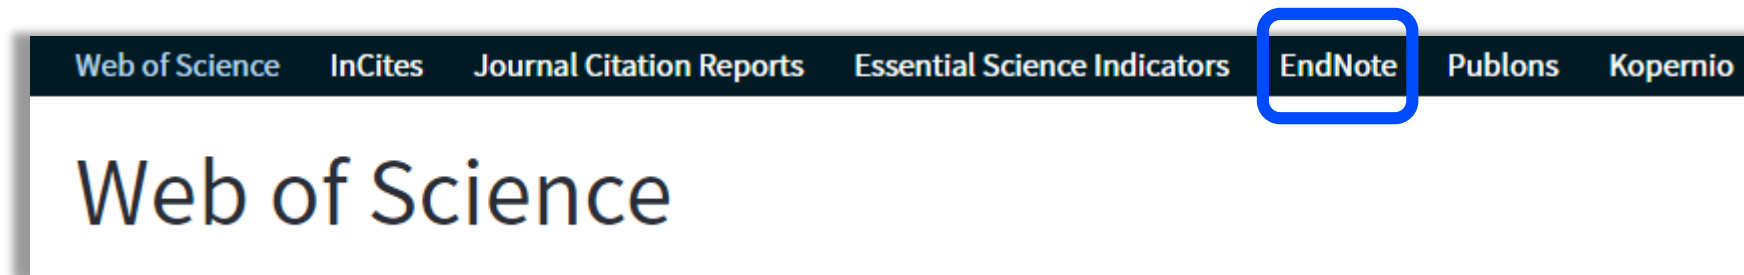 Web of Science InCites Journal Citation Reports Essential Science Indicators EndNote Publons Kopernio
Web of Science